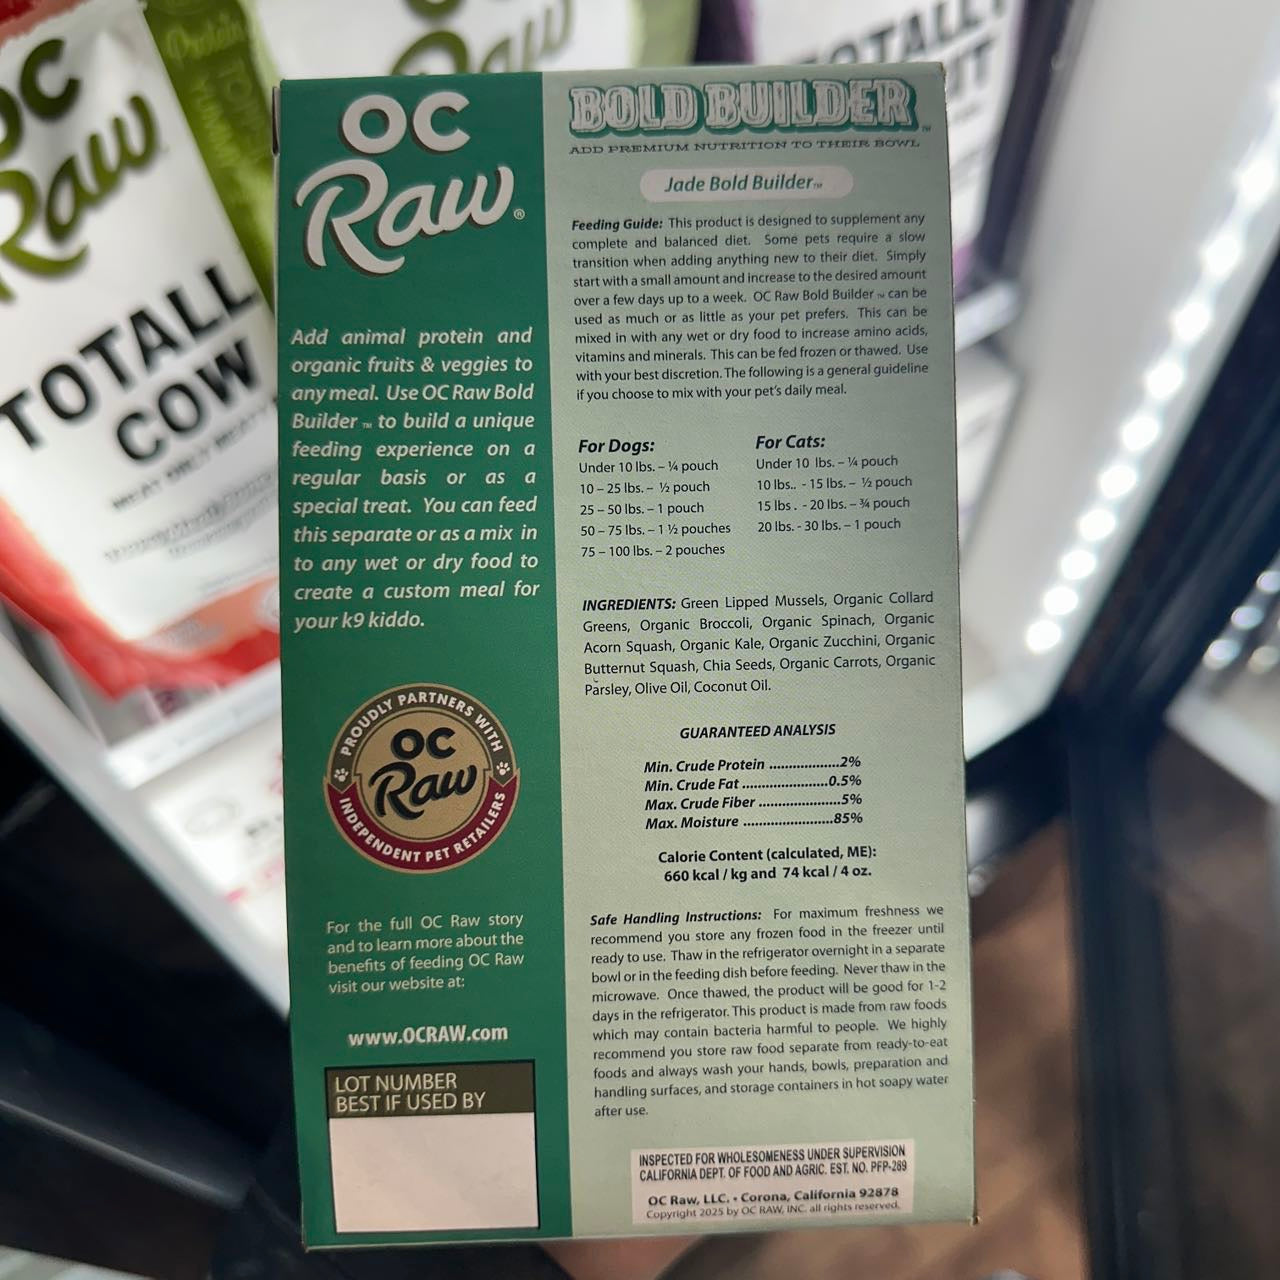 OC
Raw®
Add animal protein and
organic fruits & veggies to
any meal. Use OC Raw Bold
Builder ™ to build a unique
feeding experience on a
regular basis or as a
special treat. You can feed
this separate or as a mix in
to any wet or dry food to
create a custom meal for
your k9 kiddo.
PROUDLY PARTNERS WITH
OC
Raw
INDEPENDENT PET RETAILERS
For the full OC Raw story
and to learn more about the
benefits of feeding OC Raw
visit our website at:
www.OCRAW.com
LOT NUMBER
BEST IF USED BY
BOLD BUILDER™
ADD PREMIUM NUTRITION TO THEIR BOWL
Jade Bold Builder™
Feeding Guide: This product is designed to supplement any
complete and balanced diet. Some pets require a slow
transition when adding anything new to their diet. Simply
start with a small amount and increase to the desired amount
over a few days up to a week. OC Raw Bold Builder ™ can be
used as much or as little as your pet prefers. This can be
mixed in with any wet or dry food to increase amino acids,
vitamins and minerals. This can be fed frozen or thawed. Use
with your best discretion. The following is a general guideline
if you choose to mix with your pet's daily meal.
For Dogs:
Under 10 lbs. – ¼ pouch
10 – 25 lbs. – ½ pouch
25 – 50 lbs. – 1 pouch
50 – 75 lbs. – 1 ½ pouches
75 – 100 lbs. – 2 pouches
For Cats:
Under 10 lbs. – ¼ pouch
10 lbs.. - 15 lbs. – ½ pouch
15 lbs . - 20 lbs. – ¾ pouch
20 lbs. - 30 lbs. – 1 pouch
INGREDIENTS: Green Lipped Mussels, Organic Collard
Greens, Organic Broccoli, Organic Spinach, Organic
Acorn Squash, Organic Kale, Organic Zucchini, Organic
Butternut Squash, Chia Seeds, Organic Carrots, Organic
Parsley, Olive Oil, Coconut Oil.
GUARANTEED ANALYSIS
Min. Crude Protein ..................2%
Min. Crude Fat ......................0.5%
Max. Crude Fiber .....................5%
Max. Moisture .......................85%
Calorie Content (calculated, ME):
660 kcal / kg and 74 kcal / 4 oz.
Safe Handling Instructions: For maximum freshness we
recommend you store any frozen food in the freezer until
ready to use. Thaw in the refrigerator overnight in a separate
bowl or in the feeding dish before feeding. Never thaw in the
microwave. Once thawed, the product will be good for 1-2
days in the refrigerator. This product is made from raw foods
which may contain bacteria harmful to people. We highly
recommend you store raw food separate from ready-to-eat
foods and always wash your hands, bowls, preparation and
handling surfaces, and storage containers in hot soapy water
after use.
INSPECTED FOR WHOLESOMENESS UNDER SUPERVISION
CALIFORNIA DEPT. OF FOOD AND AGRIC. EST. NO. PFP-289
OC Raw, LLC. • Corona, California 92878
Copyright 2025 by OC RAW, INC. all rights reserved.
OC
Raw
TOTALL
COW